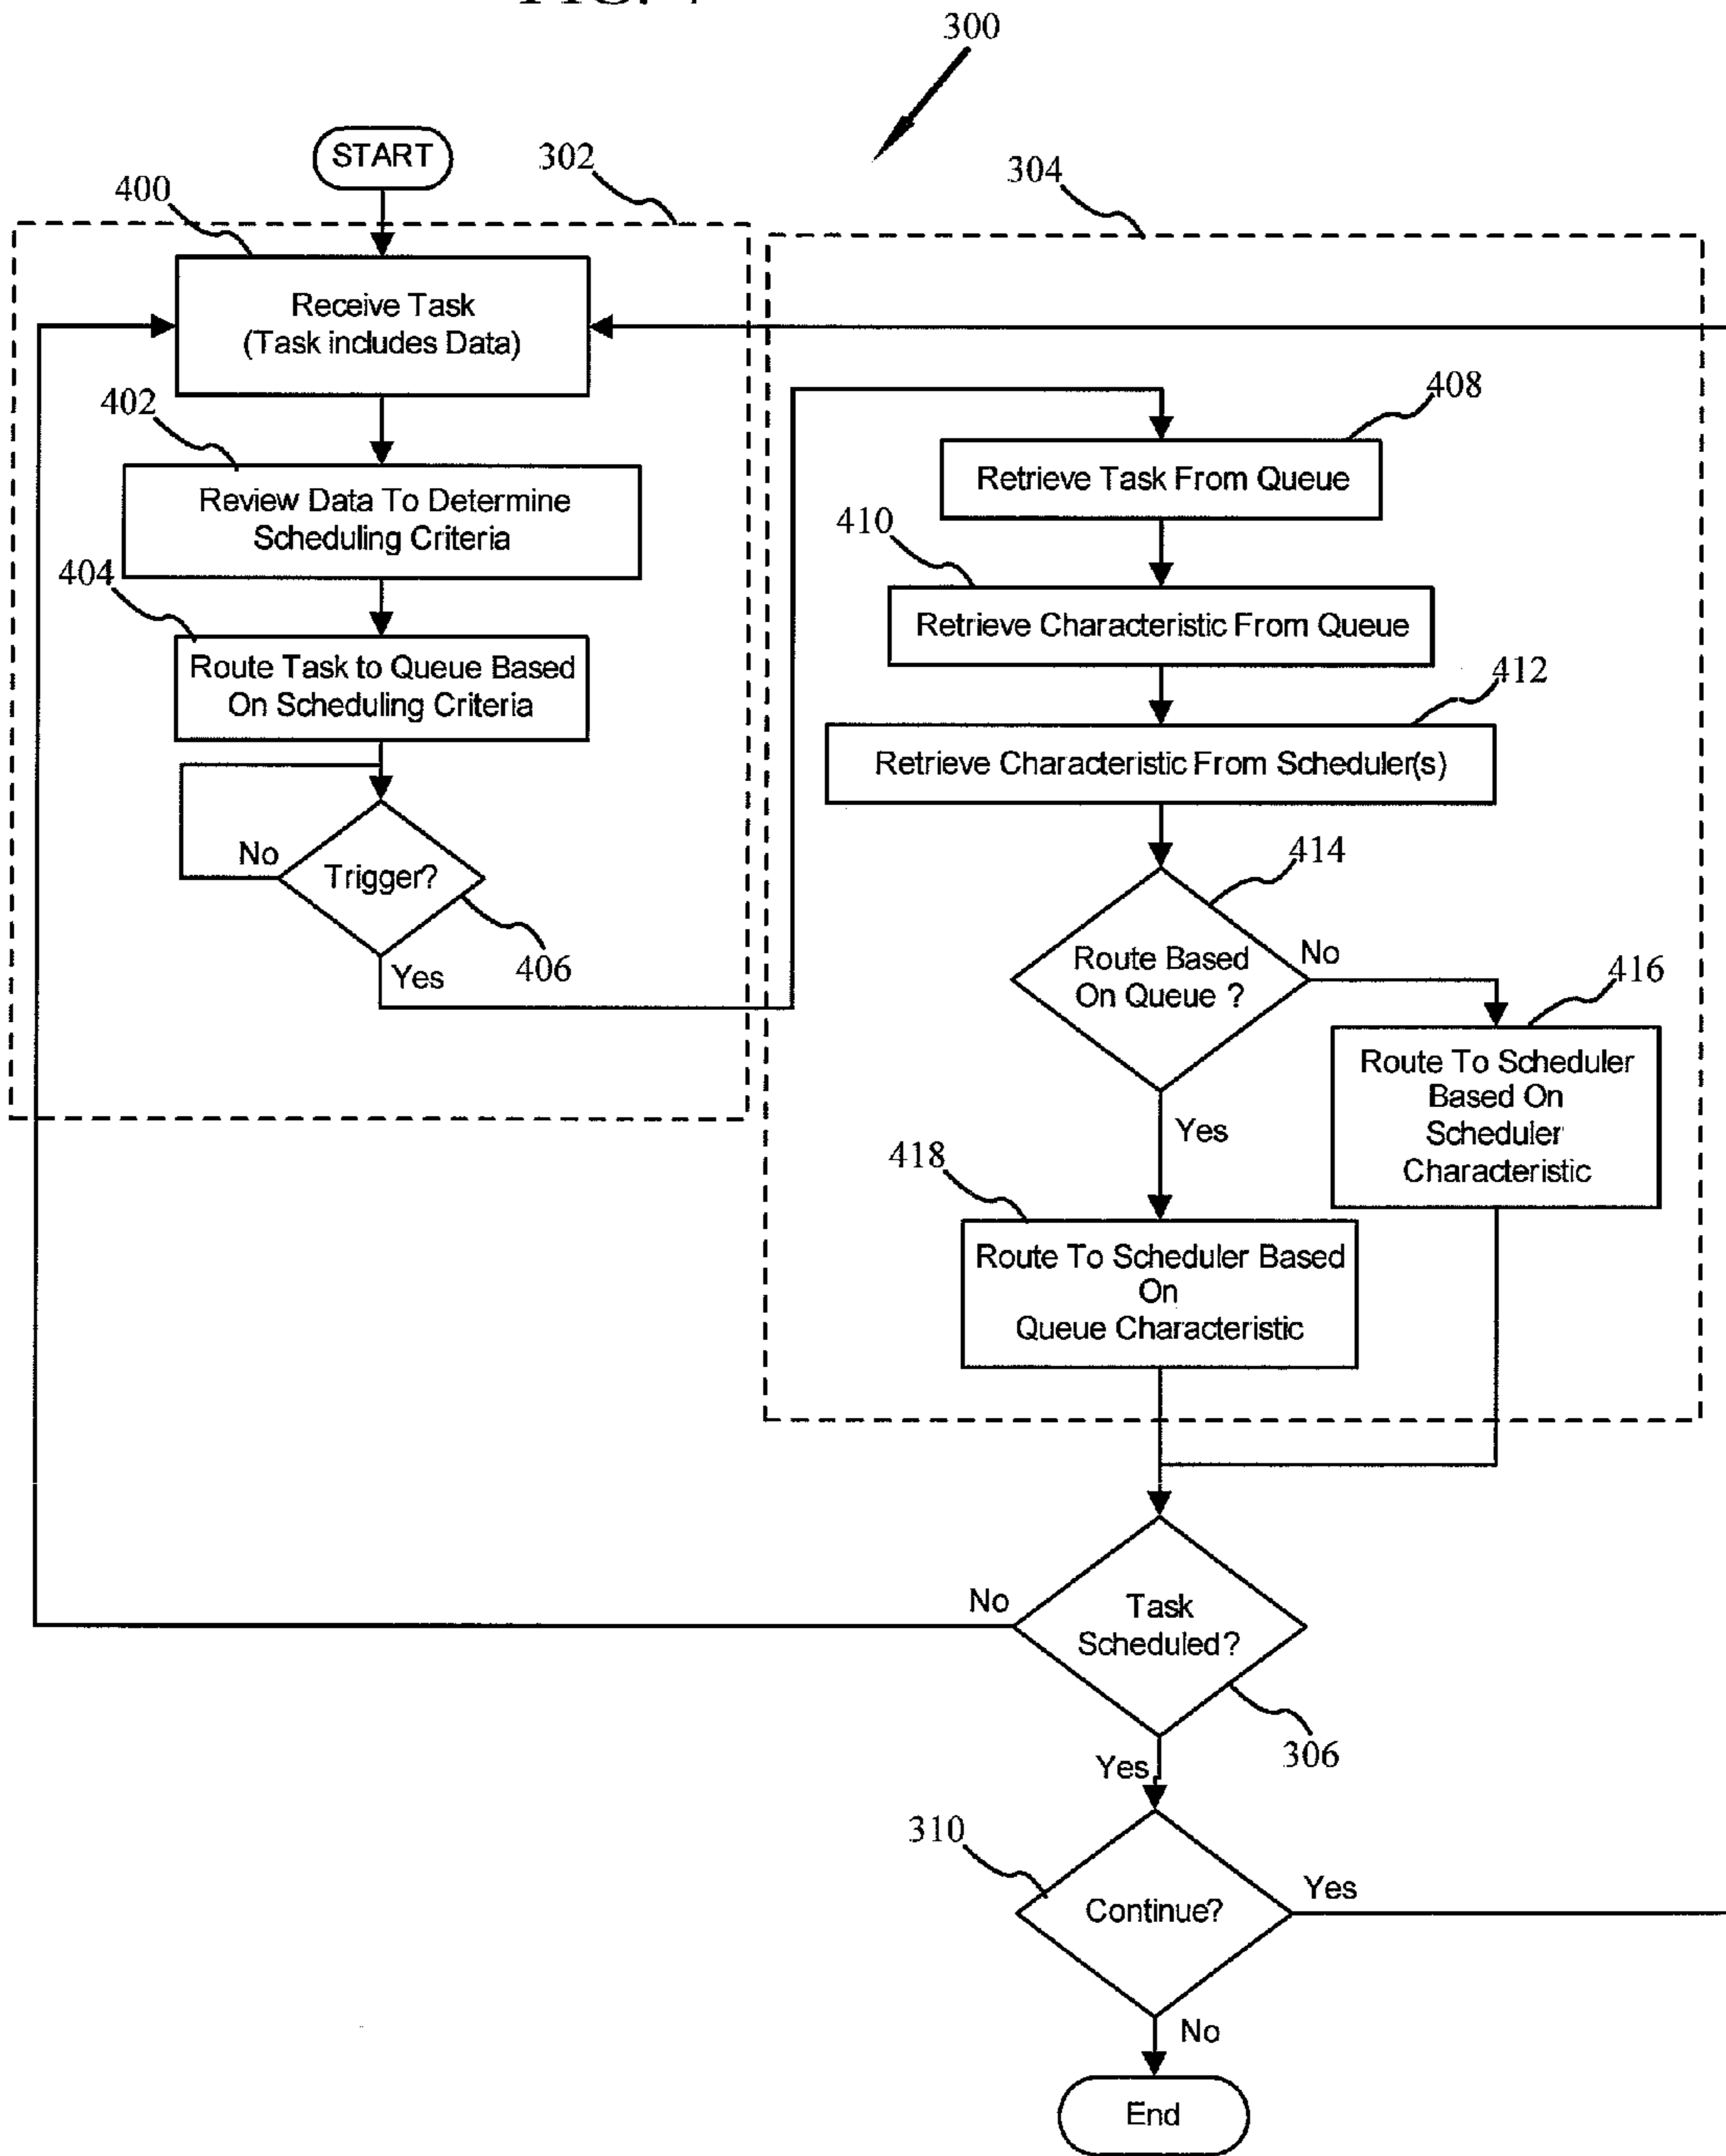 300
START
302
304
400
Receive Task
(Task includes Data)
402
408
Review Data To Determine
Scheduling Criteria
Retrieve Task From Queue
410
404
Retrieve Characteristic From Queue
Route Task to Queue Based
On Scheduling Criteria
412
Retrieve Characteristic From Scheduler(s)
No
Trigger?
414
406
Yes
Route Based
On Queue ?
No
416
Route To Scheduler
Based On
Scheduler
Characteristic
Yes
418
Route To Scheduler Based
On
Queue Characteristic
No
Task
Scheduled?
306
Yes
310
Continue?
Yes
No
End